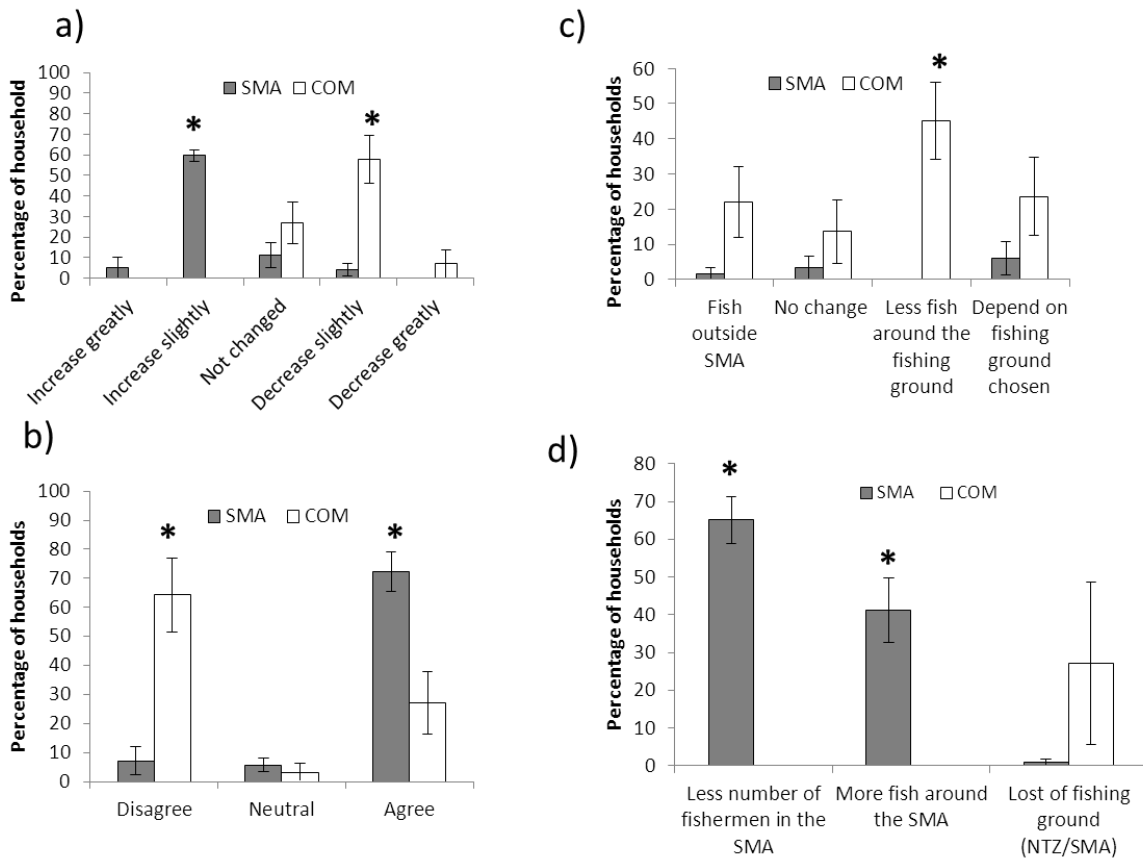 a)
Percentage of household
100
90
80
70
60
50
40
30
20
10
0
SMA COM
*
*
Increase greatly
Increase slightly
Not changed
Decrease slightly
Decrease greatly
b)
Percentage of households
100
90
80
70
60
50
40
30
20
10
0
SMA COM
*
*
Disagree
Neutral
Agree
c)
Percentage of households
60
50
40
30
20
10
0
SMA COM
*
Fish
outside
SMA
No change
Less fish
around the
fishing
ground
Depend on
fishing
ground
chosen
d)
Percentage of households
80
70
60
50
40
30
20
10
0
SMA COM
*
*
Less number of
fishermen in the
SMA
More fish around
the SMA
Lost of fishing
ground
(NTZ/SMA)